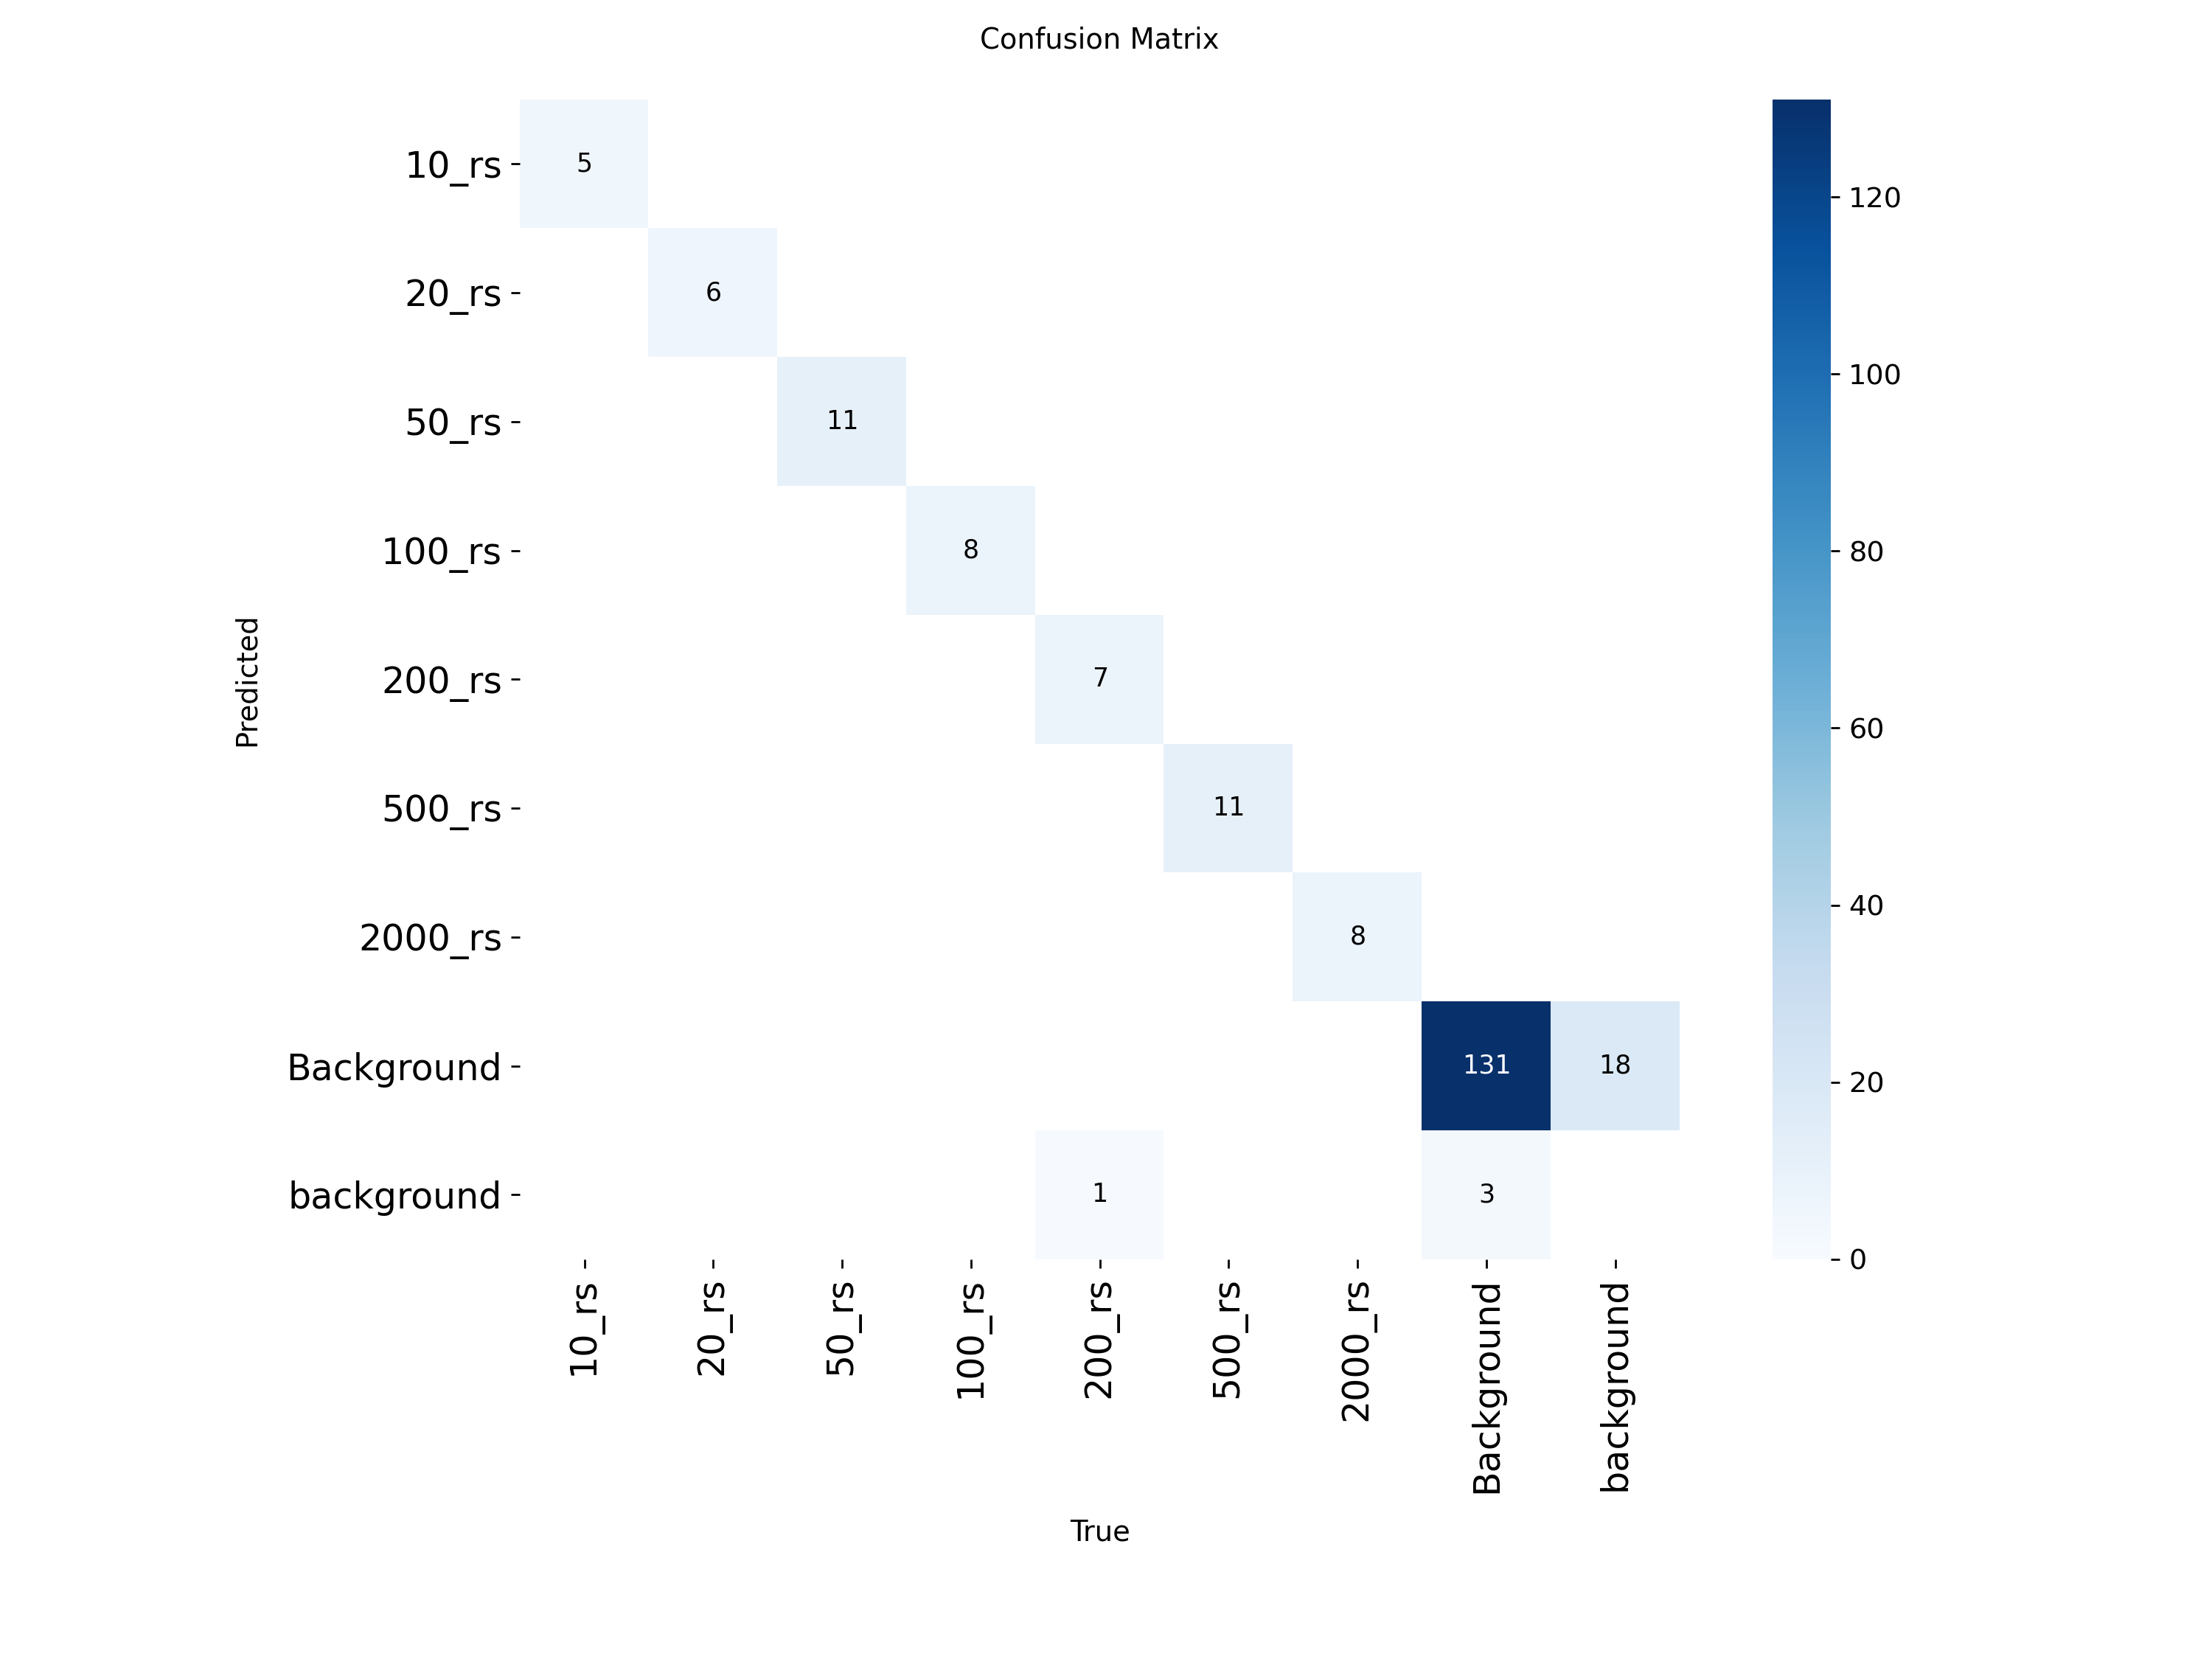 Confusion Matrix
Predicted
10_rs
5
20_rs
6
50_rs
11
100_rs
8
200_rs
7
500_rs
11
2000_rs
8
Background
131 18
background
1 3
10_rs 20_rs 50_rs 100_rs 200_rs 500_rs 2000_rs Background background
True
120
100
80
60
40
20
0